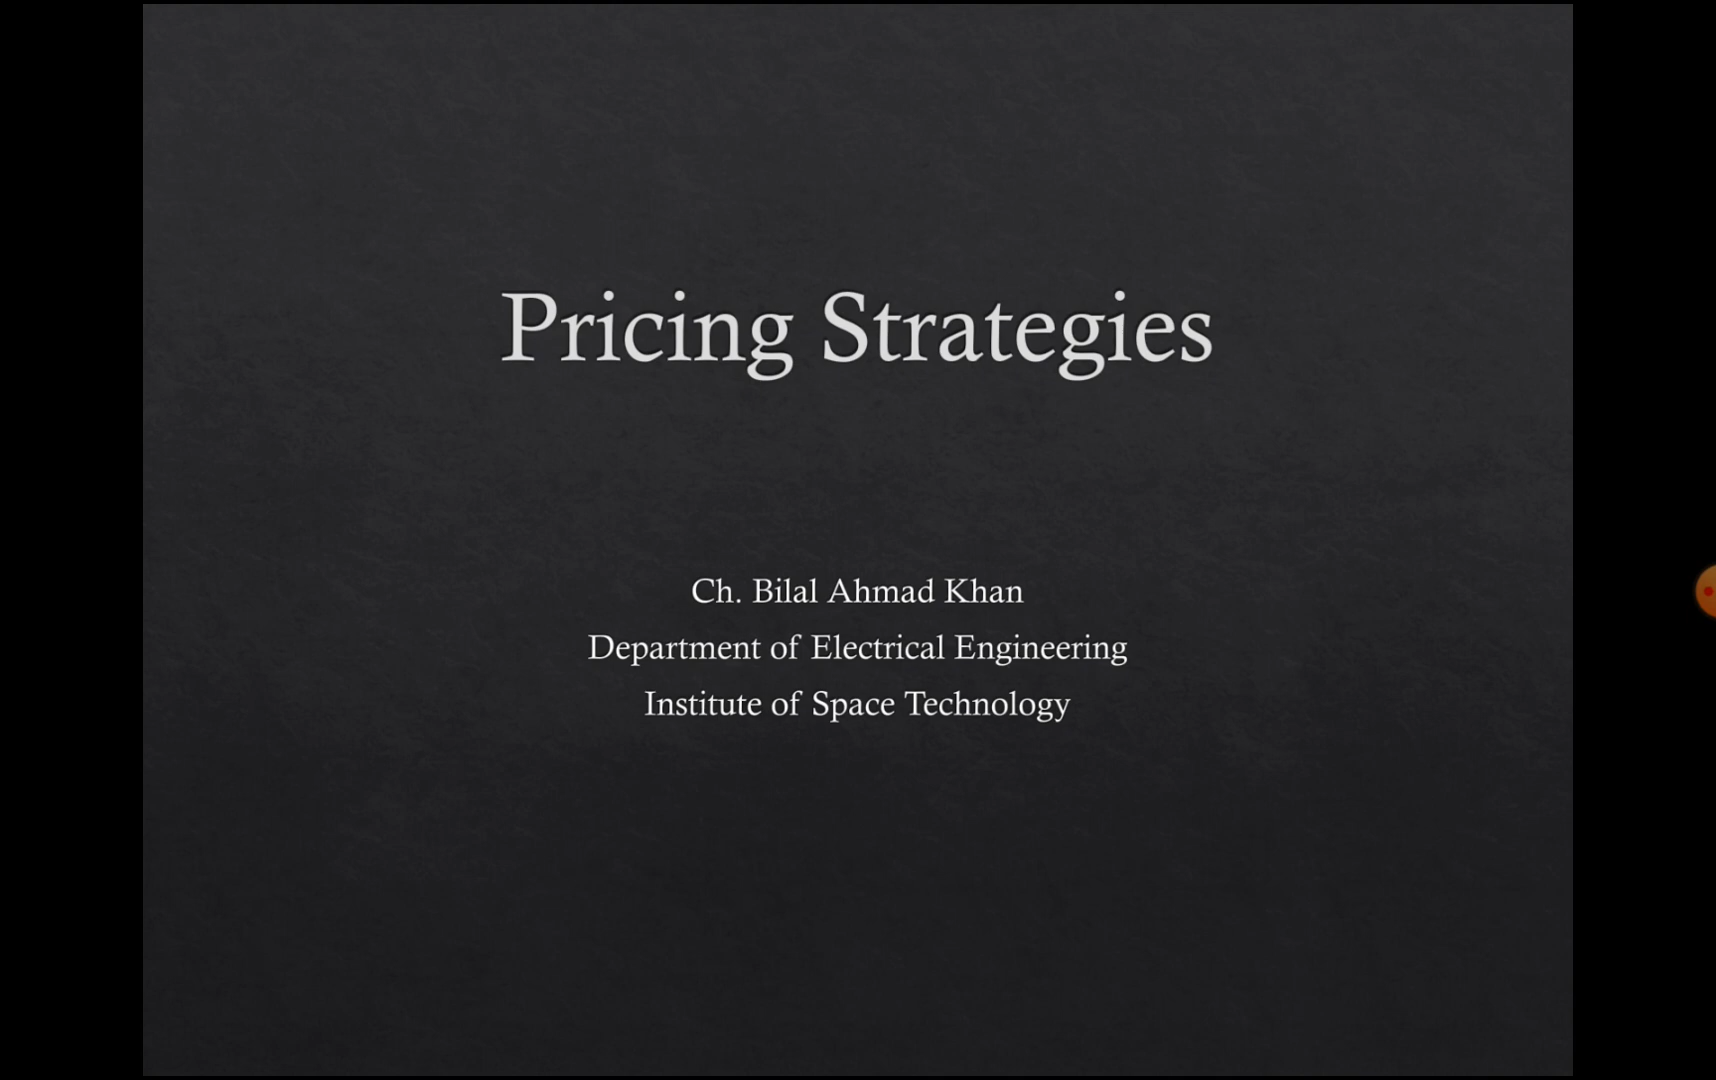 Pricing Strategies
Ch. Bilal Ahmad Khan
Department of Electrical Engineering
Institute of Space Technology